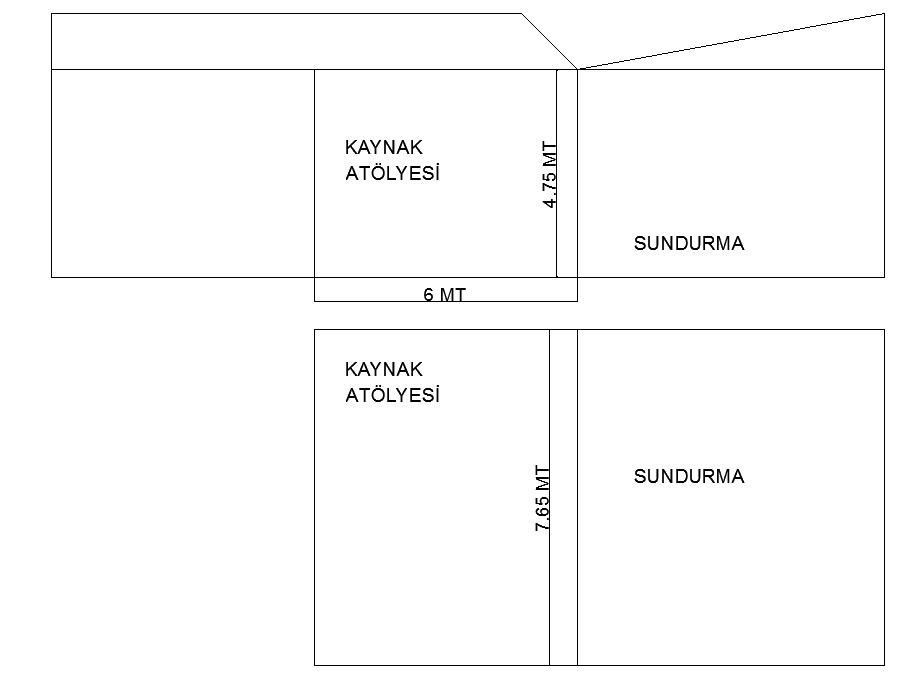 KAYNAK
ATÖLYESİ
4.75 MT
SUNDURMA
6 MT
KAYNAK
ATÖLYESİ
7.65 MT
SUNDURMA